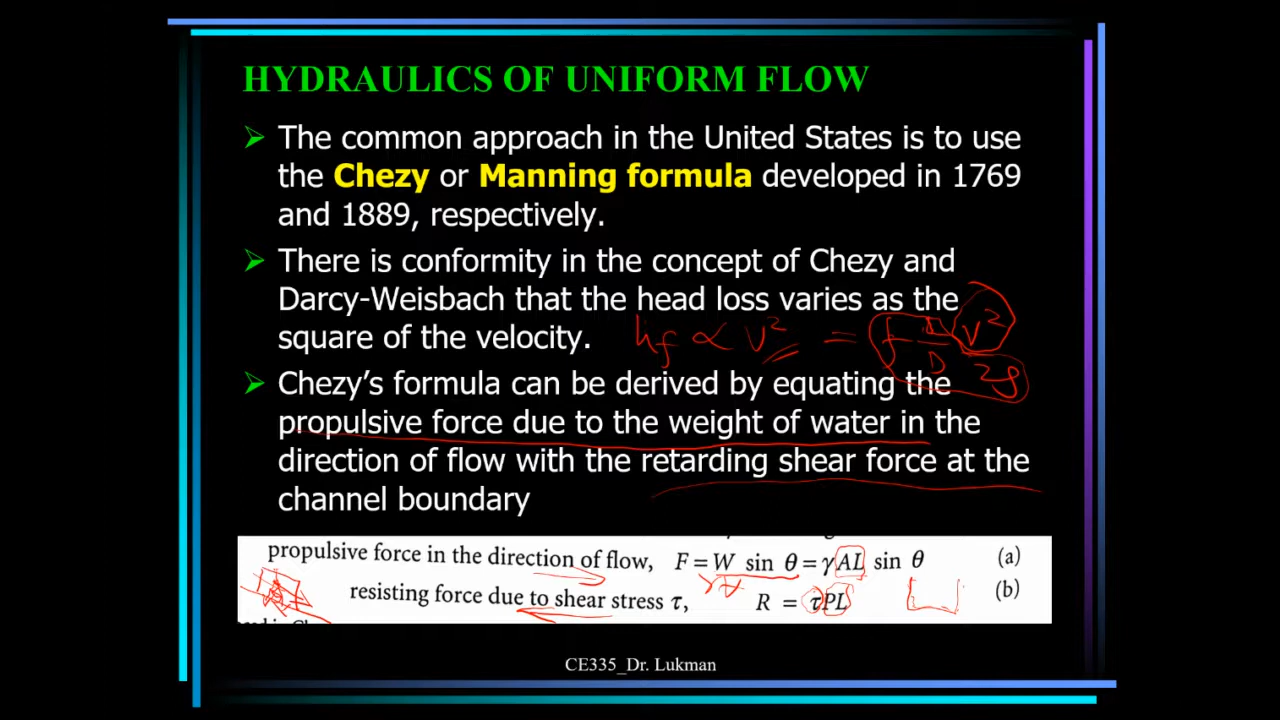 HYDRAULICS OF UNIFORM FLOW
The common approach in the United States is to use
the Chezy or Manning formula developed in 1769
and 1889, respectively.
There is conformity in the concept of Chezy and
Darcy-Weisbach that the head loss varies as the
square of the velocity.
hf ∝ V² = f L/D V²/2g
Chezy's formula can be derived by equating the
propulsive force due to the weight of water in the
direction of flow with the retarding shear force at the
channel boundary
propulsive force in the direction of flow, F = W sin θ = γAL sin θ (a)
resisting force due to shear stress τ, R = τPL (b)
CE335_Dr. Lukman